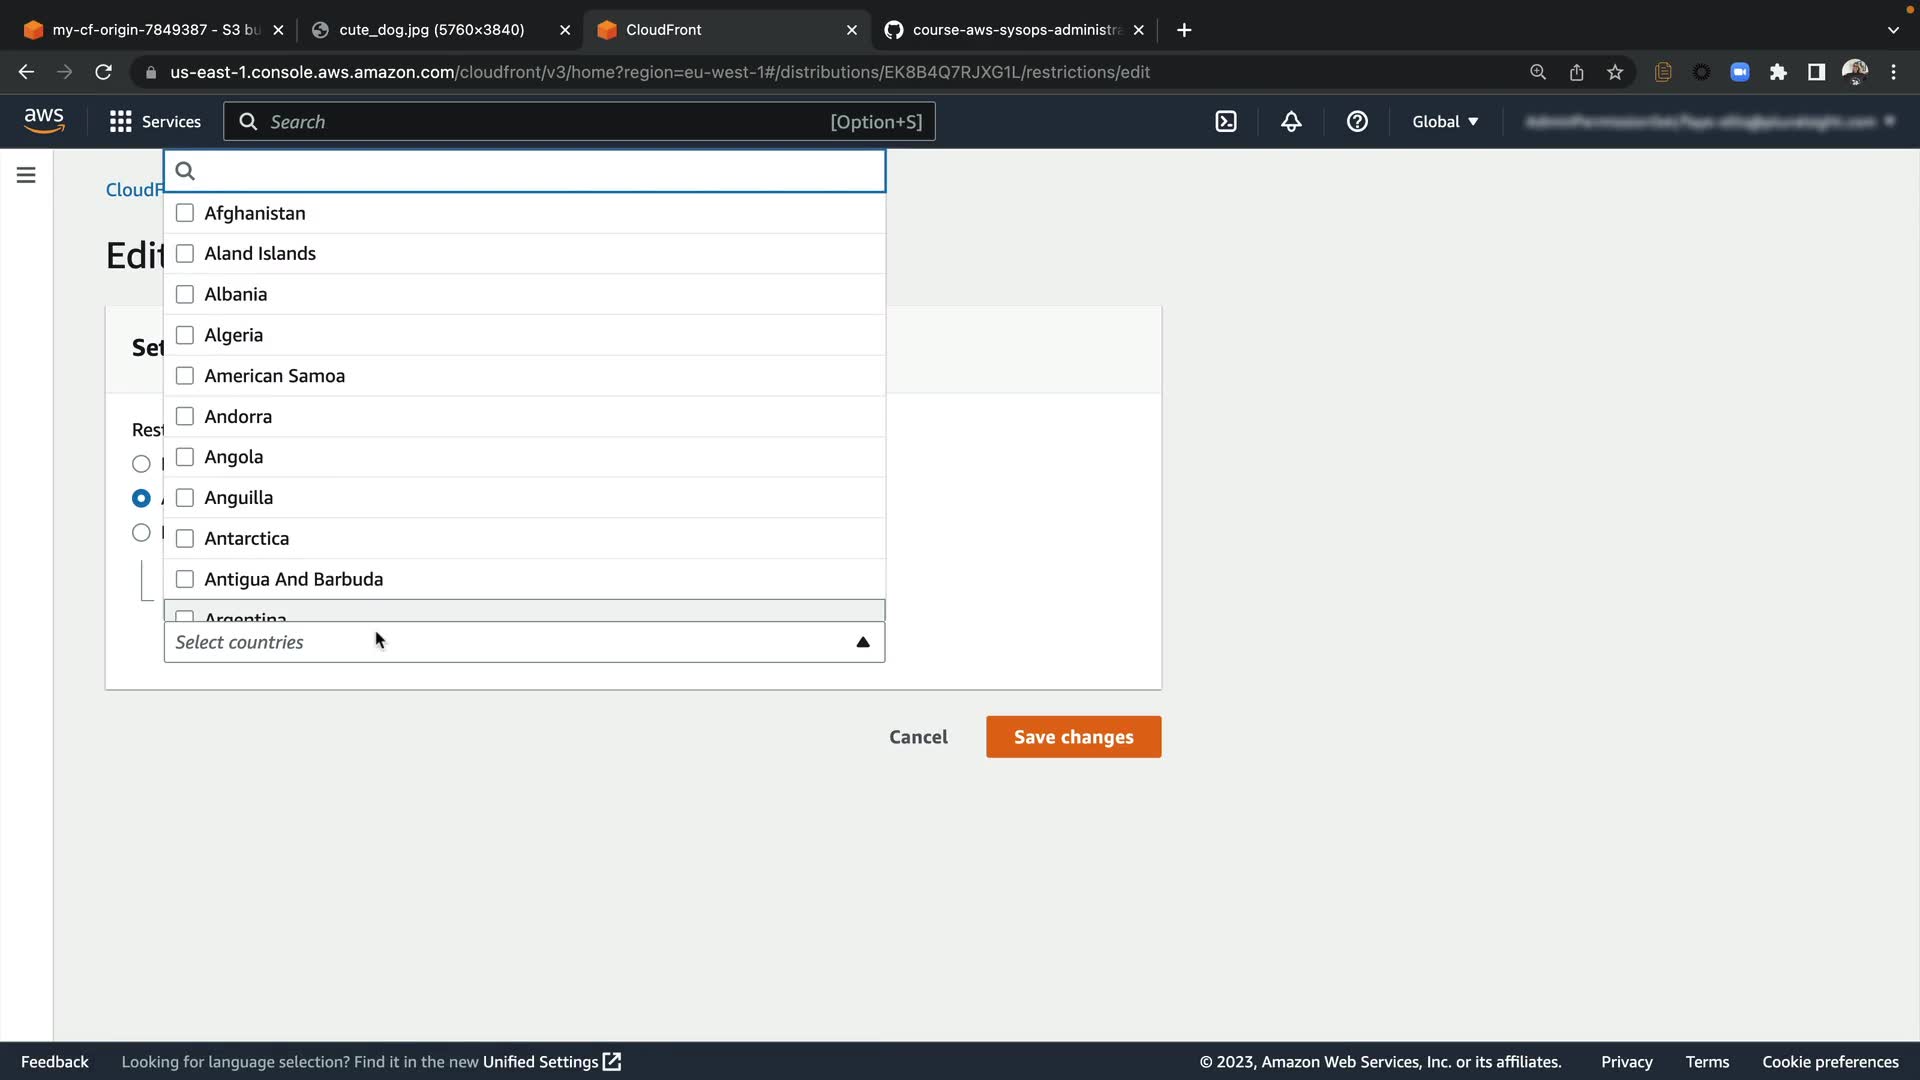 my-cf-origin-7849387 - S3 bu
cute_dog.jpg (5760×3840)
CloudFront
course-aws-sysops-administra
us-east-1.console.aws.amazon.com/cloudfront/v3/home?region=eu-west-1#/distributions/EK8B4Q7RJXG1L/restrictions/edit
aws
Services
Search
[Option+S]
Global
CloudF
Afghanistan
Aland Islands
Edit
Albania
Algeria
Set
American Samoa
Andorra
Rest
Angola
Anguilla
Antarctica
Antigua And Barbuda
Argentina
Select countries
Cancel
Save changes
Feedback
Looking for language selection? Find it in the new Unified Settings
© 2023, Amazon Web Services, Inc. or its affiliates.
Privacy
Terms
Cookie preferences